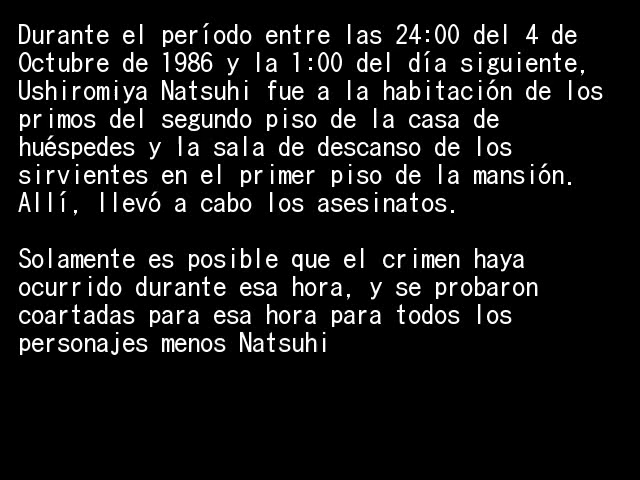 Durante el período entre las 24:00 del 4 de
Octubre de 1986 y la 1:00 del día siguiente,
Ushiromiya Natsuhi fue a la habitación de los
primos del segundo piso de la casa de
huéspedes y la sala de descanso de los
sirvientes en el primer piso de la mansión.
Allí, llevó a cabo los asesinatos.

Solamente es posible que el crimen haya
ocurrido durante esa hora, y se probaron
coartadas para esa hora para todos los
personajes menos Natsuhi